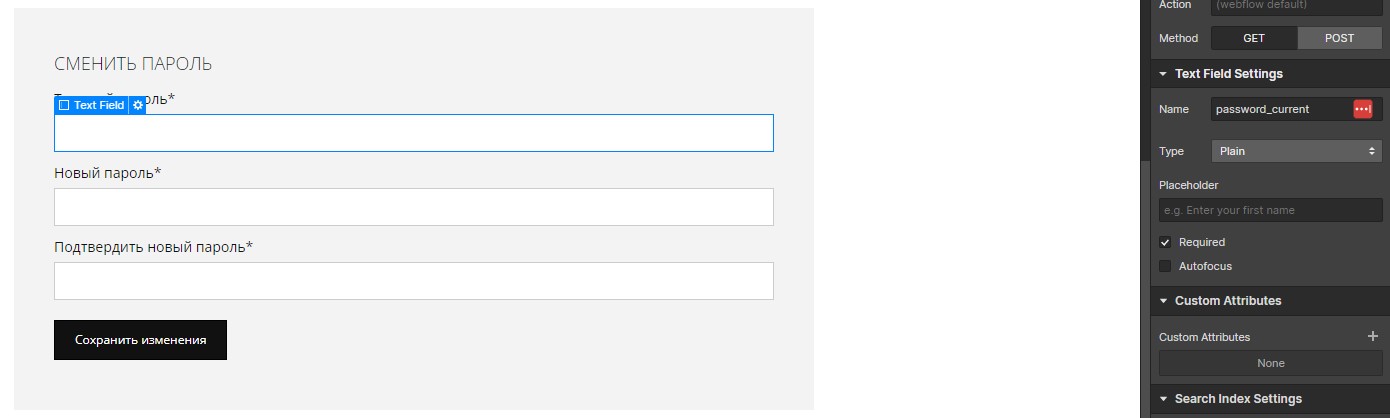 СМЕНИТЬ ПАРОЛЬ
оль*
Text Field
Новый пароль*
Подтвердить новый пароль*
Сохранить изменения
Action (webflow default)
Method GET POST
Text Field Settings
Name password_current
Type Plain
Placeholder
e.g. Enter your first name
Required
Autofocus
Custom Attributes
Custom Attributes
None
Search Index Settings